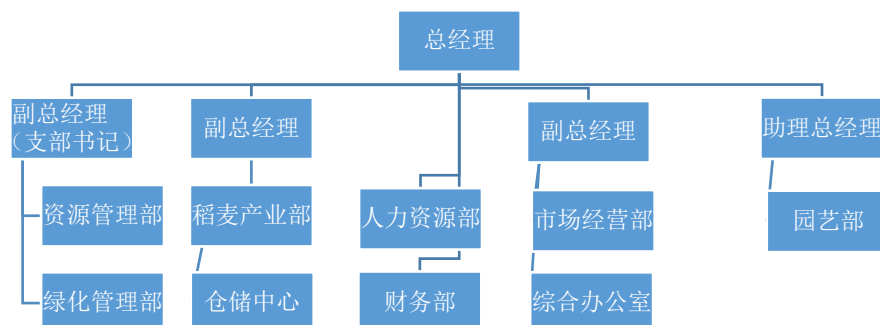 总经理
副总经理
（支部书记）
副总经理
副总经理
助理总经理
资源管理部
稻麦产业部
人力资源部
市场经营部
园艺部
绿化管理部
仓储中心
财务部
综合办公室